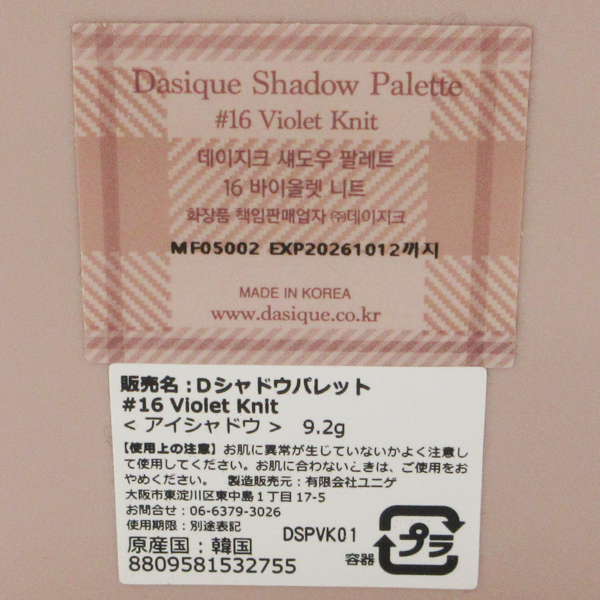 Dasique Shadow Palette
#16 Violet Knit
데이지크 섀도우 팔레트
16 바이올렛 니트
화장품 책임판매업자 ㈜데이지크
MF05002 EXP20261012까지
MADE IN KOREA
www.dasique.co.kr
販売名：Dシャドウパレット
#16 Violet Knit
< アイシャドウ > 9.2g
【使用上の注意】お肌に異常が生じていないかよく注意し
て使用してください。お肌に合わないときは、ご使用をお
やめください。 製造販売元：有限会社ユニゲ
大阪市東淀川区東中島１丁目17-5
お問合せ：06-6379-3026
使用期限：別途表記
DSPVK01
原産国：韓国
8809581532755
容器
プラ